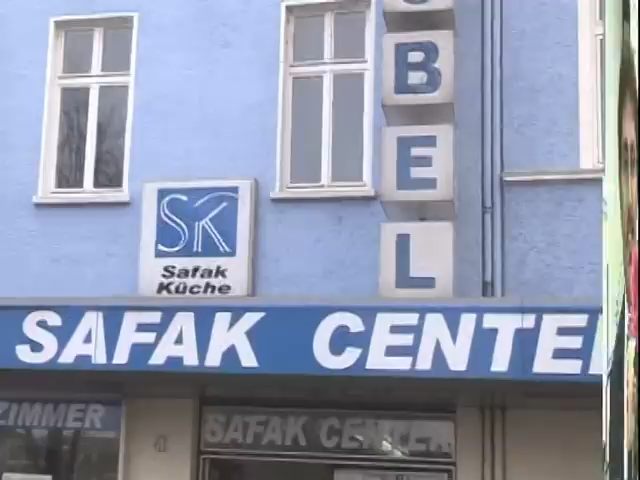 B
E
L
SK
Safak
Küche
SAFAK CENTE
ZIMMER
SAFAK CENTER